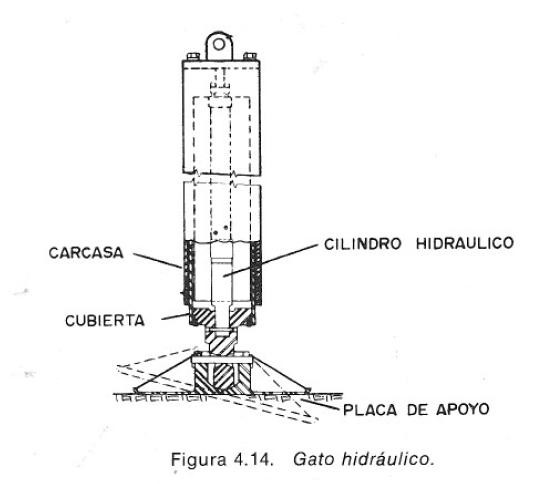 CARCASA
CILINDRO HIDRAULICO
CUBIERTA
PLACA DE APOYO
Figura 4.14. Gato hidráulico.